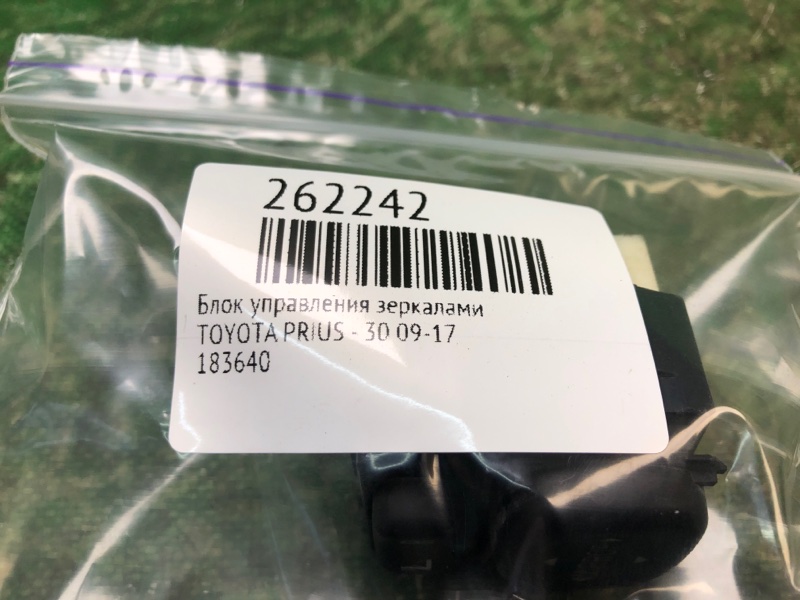 262242
Блок управления зеркалами
TOYOTA PRIUS - 30 09-17
183640